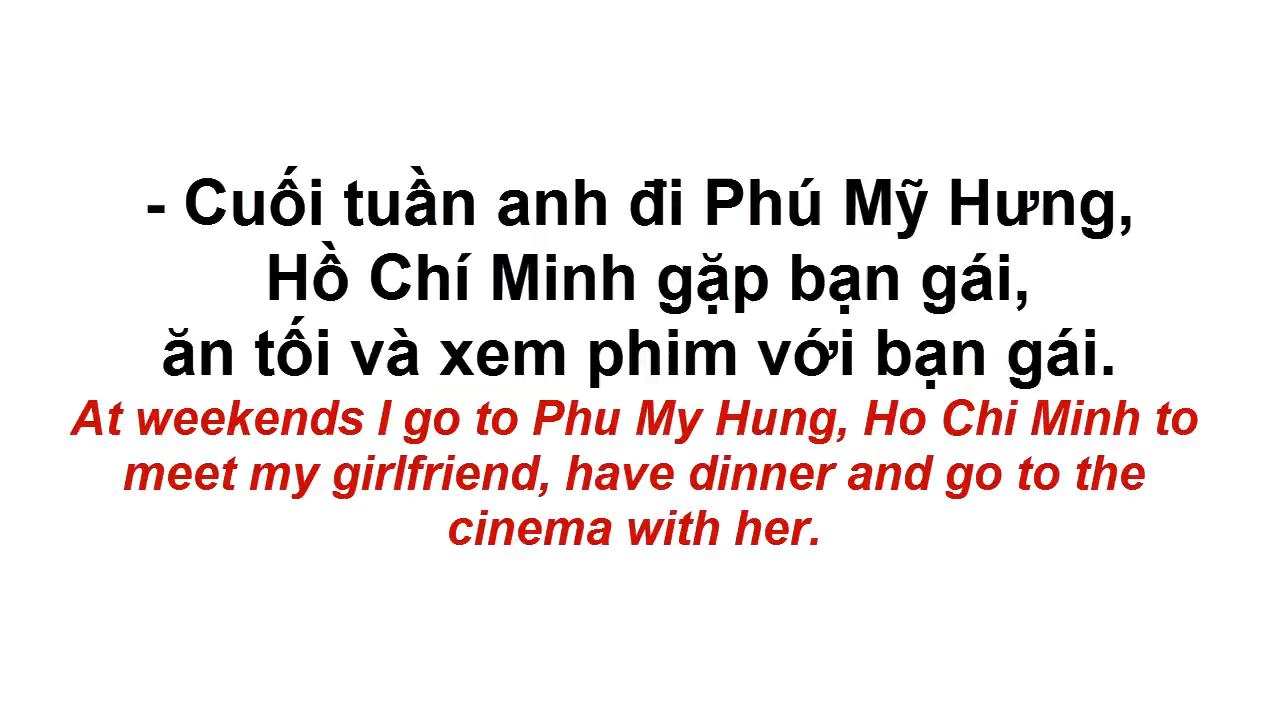 - Cuối tuần anh đi Phú Mỹ Hưng,
Hồ Chí Minh gặp bạn gái,
ăn tối và xem phim với bạn gái.
At weekends I go to Phu My Hung, Ho Chi Minh to
meet my girlfriend, have dinner and go to the
cinema with her.